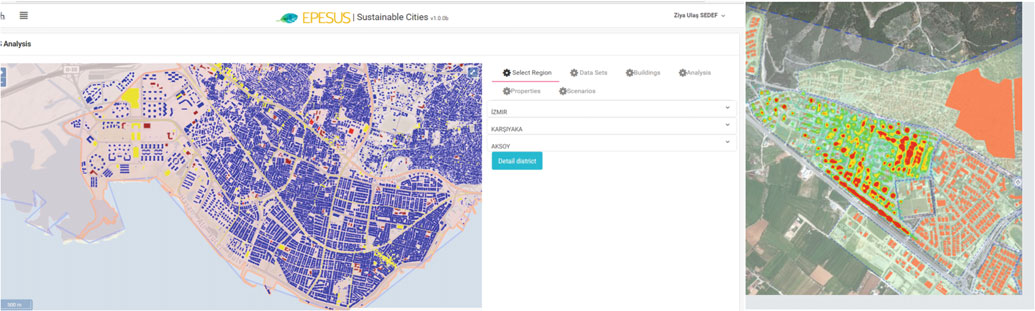 h
EPESUS | Sustainable Cities v1.0.0b
Ziya Ulaş SEDEF
Analysis
Select Region
Data Sets
Buildings
Analysis
Properties
Scenarios
İZMİR
KARŞIYAKA
AKSOY
Detail district
500 m